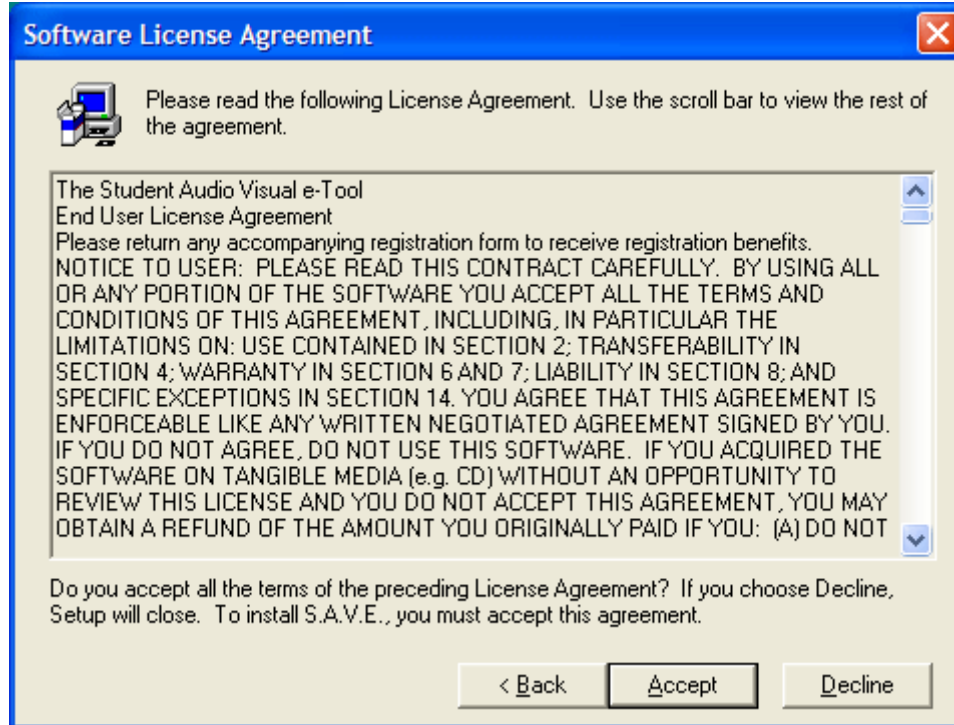 Software License Agreement
Please read the following License Agreement.  Use the scroll bar to view the rest of
the agreement.
The Student Audio Visual e-Tool
End User License Agreement
Please return any accompanying registration form to receive registration benefits.
NOTICE TO USER:  PLEASE READ THIS CONTRACT CAREFULLY.  BY USING ALL
OR ANY PORTION OF THE SOFTWARE YOU ACCEPT ALL THE TERMS AND
CONDITIONS OF THIS AGREEMENT, INCLUDING, IN PARTICULAR THE
LIMITATIONS ON: USE CONTAINED IN SECTION 2; TRANSFERABILITY IN
SECTION 4; WARRANTY IN SECTION 6 AND 7; LIABILITY IN SECTION 8; AND
SPECIFIC EXCEPTIONS IN SECTION 14. YOU AGREE THAT THIS AGREEMENT IS
ENFORCEABLE LIKE ANY WRITTEN NEGOTIATED AGREEMENT SIGNED BY YOU.
IF YOU DO NOT AGREE, DO NOT USE THIS SOFTWARE.  IF YOU ACQUIRED THE
SOFTWARE ON TANGIBLE MEDIA (e.g. CD) WITHOUT AN OPPORTUNITY TO
REVIEW THIS LICENSE AND YOU DO NOT ACCEPT THIS AGREEMENT, YOU MAY
OBTAIN A REFUND OF THE AMOUNT YOU ORIGINALLY PAID IF YOU:  (A) DO NOT
Do you accept all the terms of the preceding License Agreement?  If you choose Decline,
Setup will close.  To install S.A.V.E., you must accept this agreement.
< Back
Accept
Decline